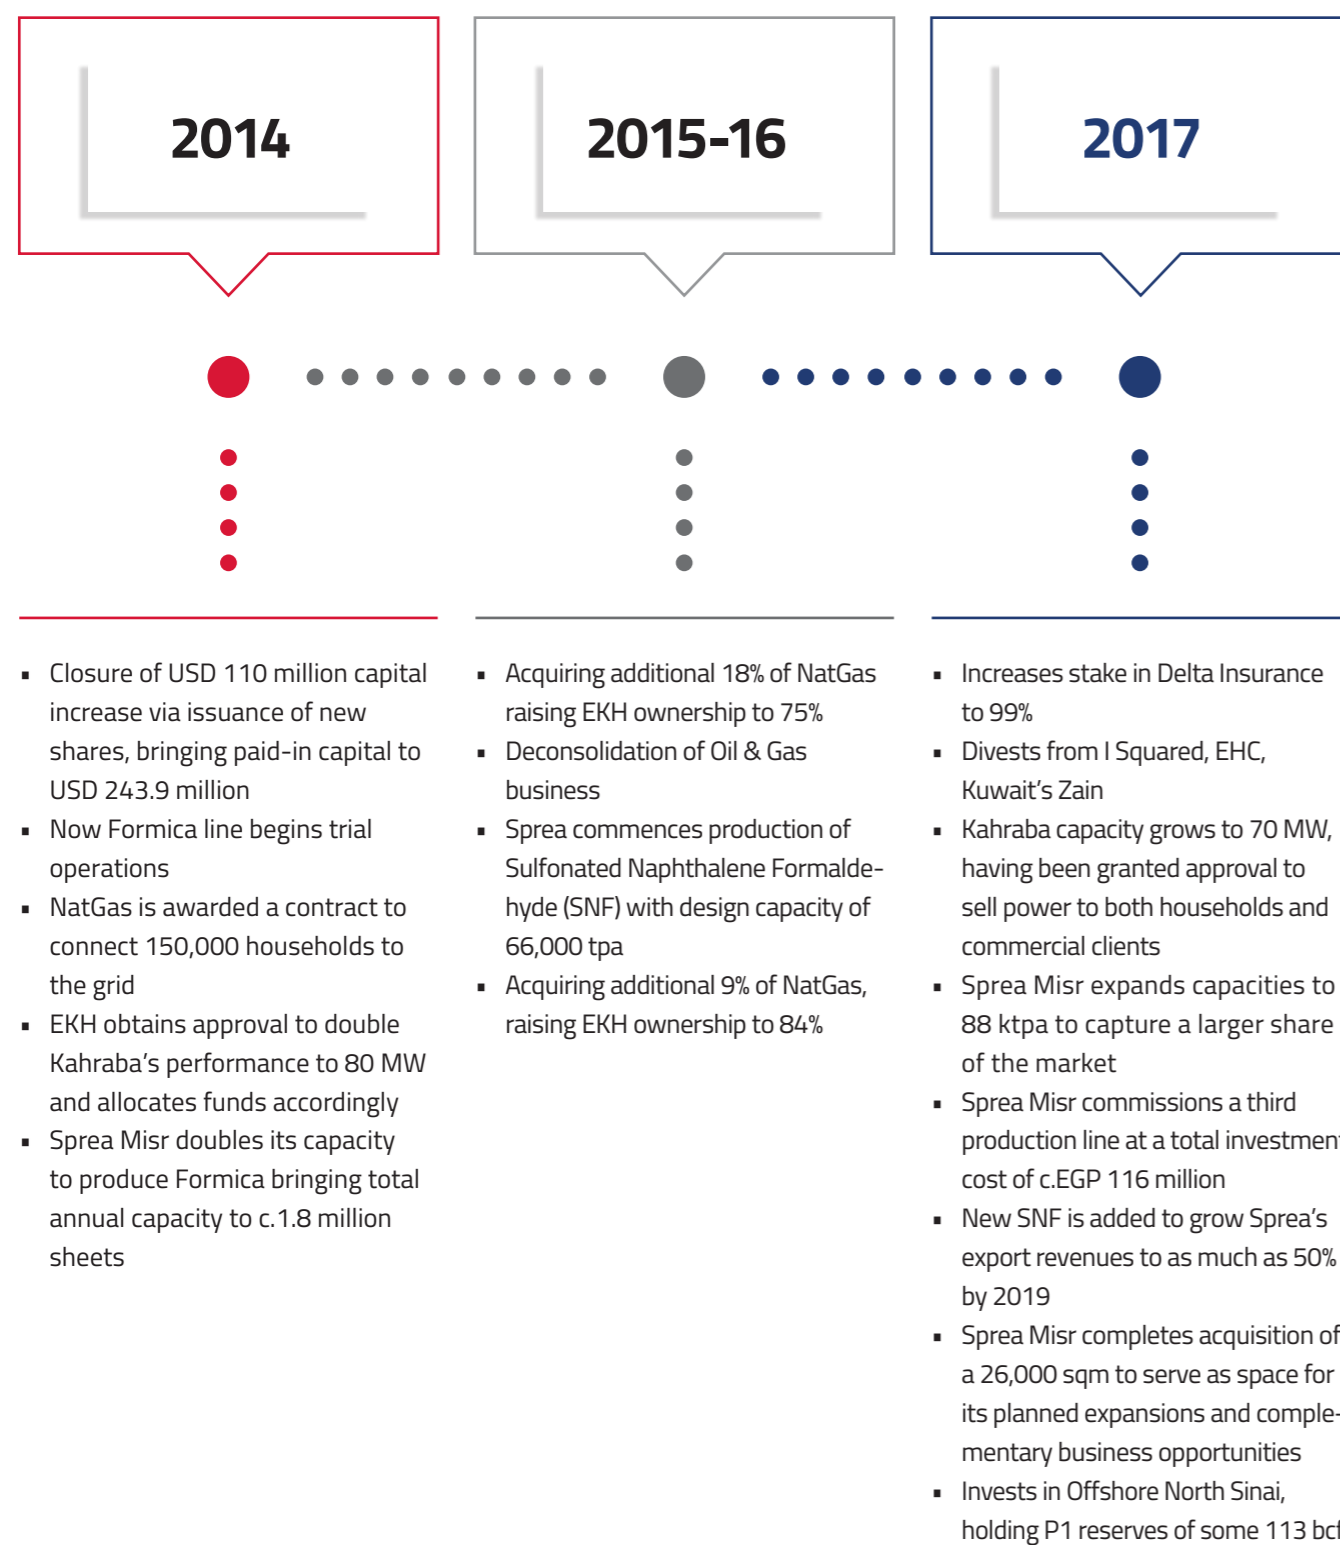 2014
2015-16
2017
▪ Closure of USD 110 million capital
increase via issuance of new
shares, bringing paid-in capital to
USD 243.9 million
▪ Now Formica line begins trial
operations
▪ NatGas is awarded a contract to
connect 150,000 households to
the grid
▪ EKH obtains approval to double
Kahraba’s performance to 80 MW
and allocates funds accordingly
▪ Sprea Misr doubles its capacity
to produce Formica bringing total
annual capacity to c.1.8 million
sheets
▪ Acquiring additional 18% of NatGas
raising EKH ownership to 75%
▪ Deconsolidation of Oil & Gas
business
▪ Sprea commences production of
Sulfonated Naphthalene Formalde-
hyde (SNF) with design capacity of
66,000 tpa
▪ Acquiring additional 9% of NatGas,
raising EKH ownership to 84%
▪ Increases stake in Delta Insurance
to 99%
▪ Divests from I Squared, EHC,
Kuwait’s Zain
▪ Kahraba capacity grows to 70 MW,
having been granted approval to
sell power to both households and
commercial clients
▪ Sprea Misr expands capacities to
88 ktpa to capture a larger share
of the market
▪ Sprea Misr commissions a third
production line at a total investment
cost of c.EGP 116 million
▪ New SNF is added to grow Sprea’s
export revenues to as much as 50%
by 2019
▪ Sprea Misr completes acquisition of
a 26,000 sqm to serve as space for
its planned expansions and comple-
mentary business opportunities
▪ Invests in Offshore North Sinai,
holding P1 reserves of some 113 bcf